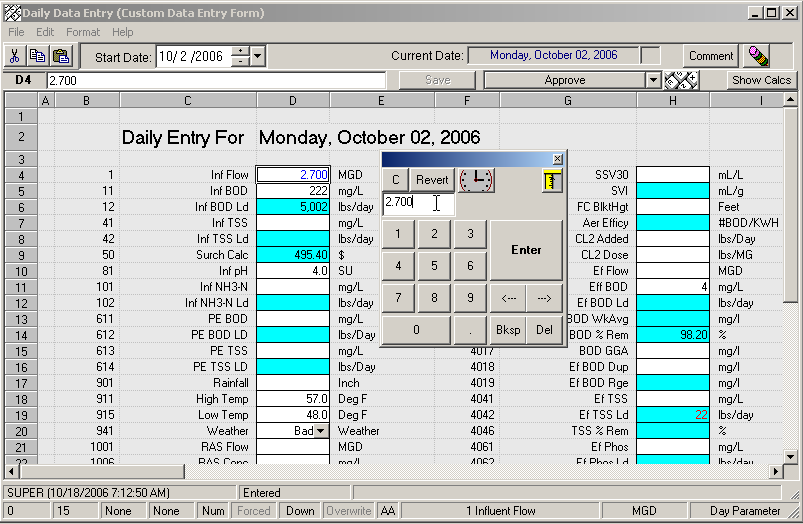 Daily Data Entry (Custom Data Entry Form)
File Edit Format Help
Start Date: 10/ 2 /2006 Current Date: Monday, October 02, 2006 Comment
D4 2.700 Save Approve Show Calcs
A B C D E F G H I
1
2 Daily Entry For Monday, October 02, 2006
3
4 1 Inf Flow 2.700 MGD SSV30 mL/L
5 11 Inf BOD 222 mg/L SVI mL/g
6 12 Inf BOD Ld 5,002 lbs/day FC BlktHgt Feet
7 41 Inf TSS mg/L Aer Efficy #BOD/KWH
8 42 Inf TSS Ld lbs/day CL2 Added lbs/Day
9 50 Surch Calc 495.40 $ CL2 Dose lbs/MG
10 81 Inf pH 4.0 SU Ef Flow MGD
11 101 Inf NH3-N mg/L Eff BOD 4 mg/L
12 102 Inf NH3-N Ld lbs/day Ef BOD Ld lbs/day
13 611 PE BOD mg/L BOD WkAvg mg/l
14 612 PE BOD LD lbs/Day BOD % Rem 98.20 %
15 613 PE TSS mg/L 4017 BOD GGA mg/l
16 614 PE TSS LD lbs/Day 4018 Ef BOD Dup mg/l
17 901 Rainfall Inch 4019 Ef BOD Rge mg/l
18 911 High Temp 57.0 Deg F 4041 Ef TSS mg/L
19 915 Low Temp 48.0 Deg F 4042 Ef TSS Ld 22 lbs/day
20 941 Weather Bad Weather 4046 TSS % Rem %
21 1001 RAS Flow MGD 4061 Ef Phos mg/L
22 1006 RAS Conc mg/L 4062 Ef Phos Ld lbs/day
C Revert
2.700
1 2 3 Enter
4 5 6
7 8 9 <--- --->
0 . Bksp Del
SUPER (10/18/2006 7:12:50 AM) Entered
0 15 None None Num Forced Down Overwrite AA 1 Influent Flow MGD Day Parameter